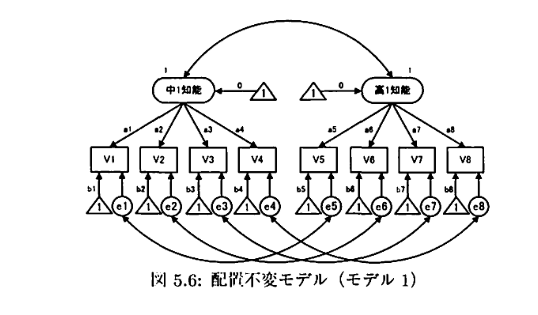 1 1
中1知能 0 1 1 0 高1知能
a1 a2 a3 a4 a5 a6 a7 a8
V1 V2 V3 V4 V5 V6 V7 V8
b1 b2 b3 b4 b5 b6 b7 b8
1 e1 1 e2 1 e3 1 e4 1 e5 1 e6 1 e7 1 e8
図 5.6: 配置不変モデル（モデル 1）